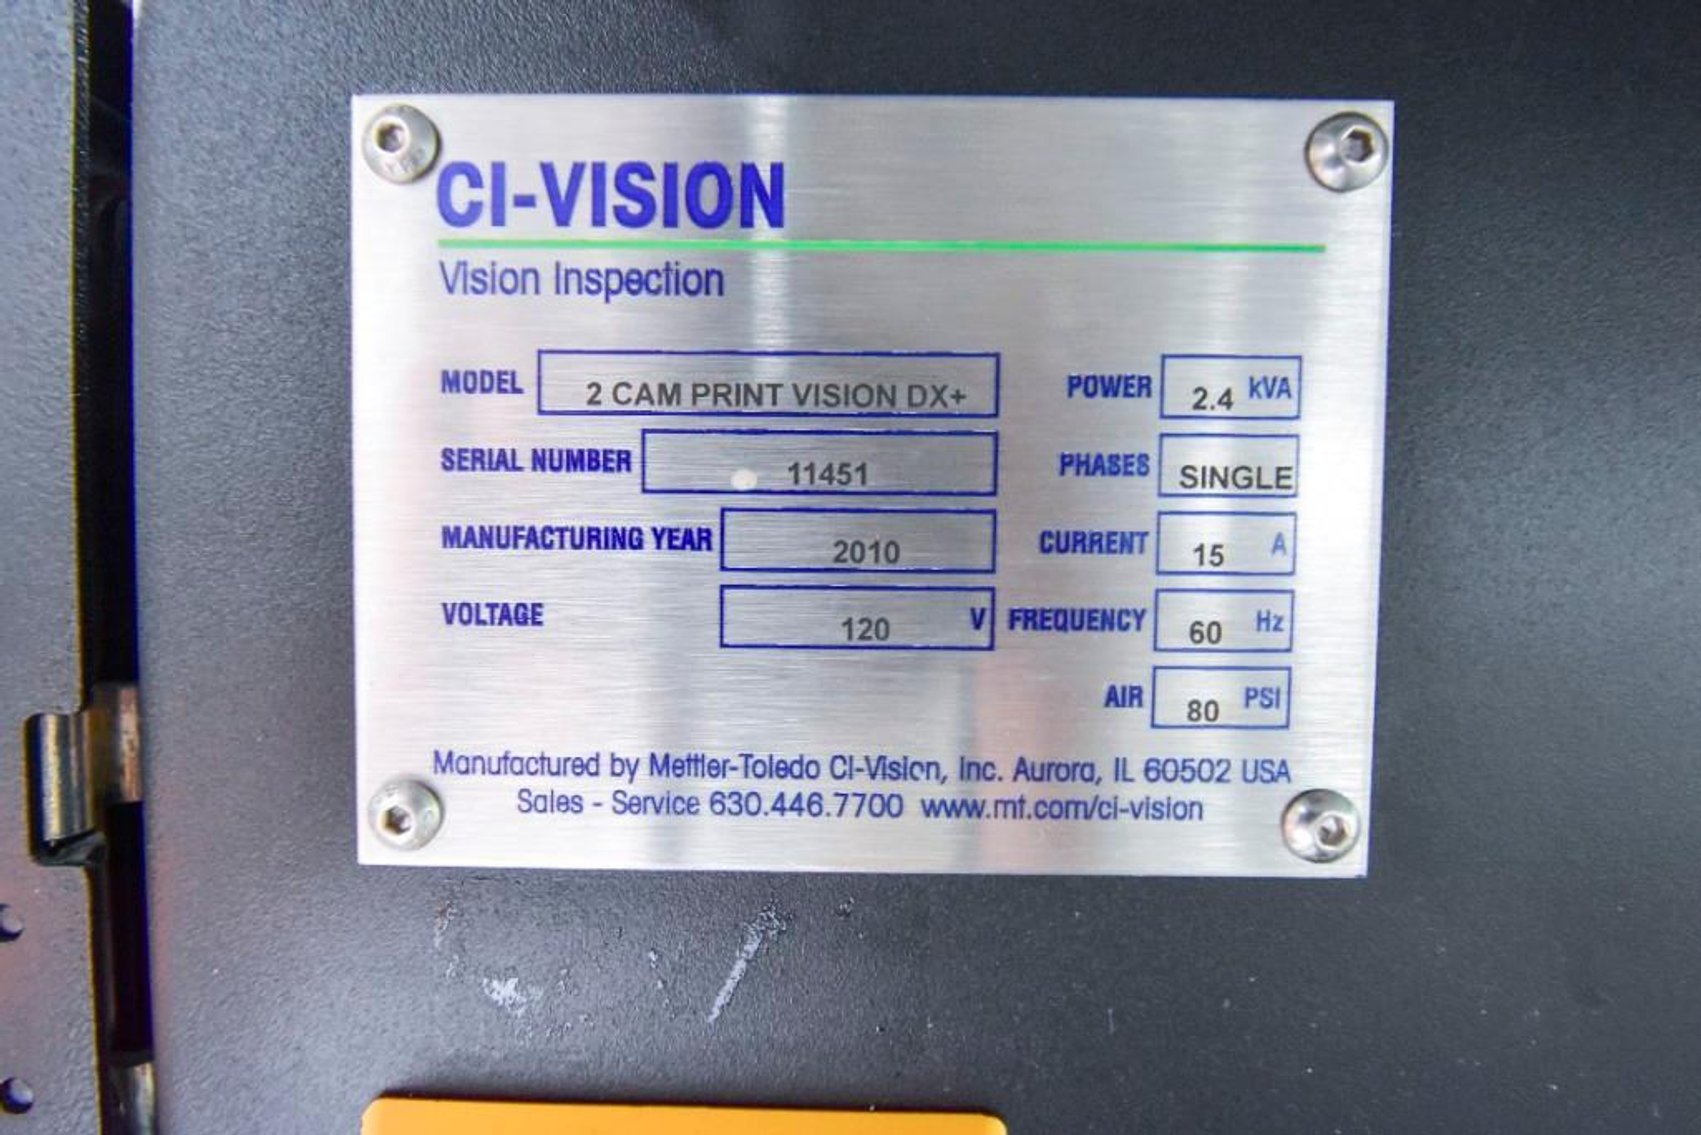 CI-VISION
Vision Inspection
MODEL 2 CAM PRINT VISION DX+ POWER 2.4 kVA
SERIAL NUMBER 11451 PHASES SINGLE
MANUFACTURING YEAR 2010 CURRENT 15 A
VOLTAGE 120 V FREQUENCY 60 Hz
AIR 80 PSI
Manufactured by Mettler-Toledo CI-Vision, Inc. Aurora, IL 60502 USA
Sales - Service 630.446.7700 www.mt.com/ci-vision